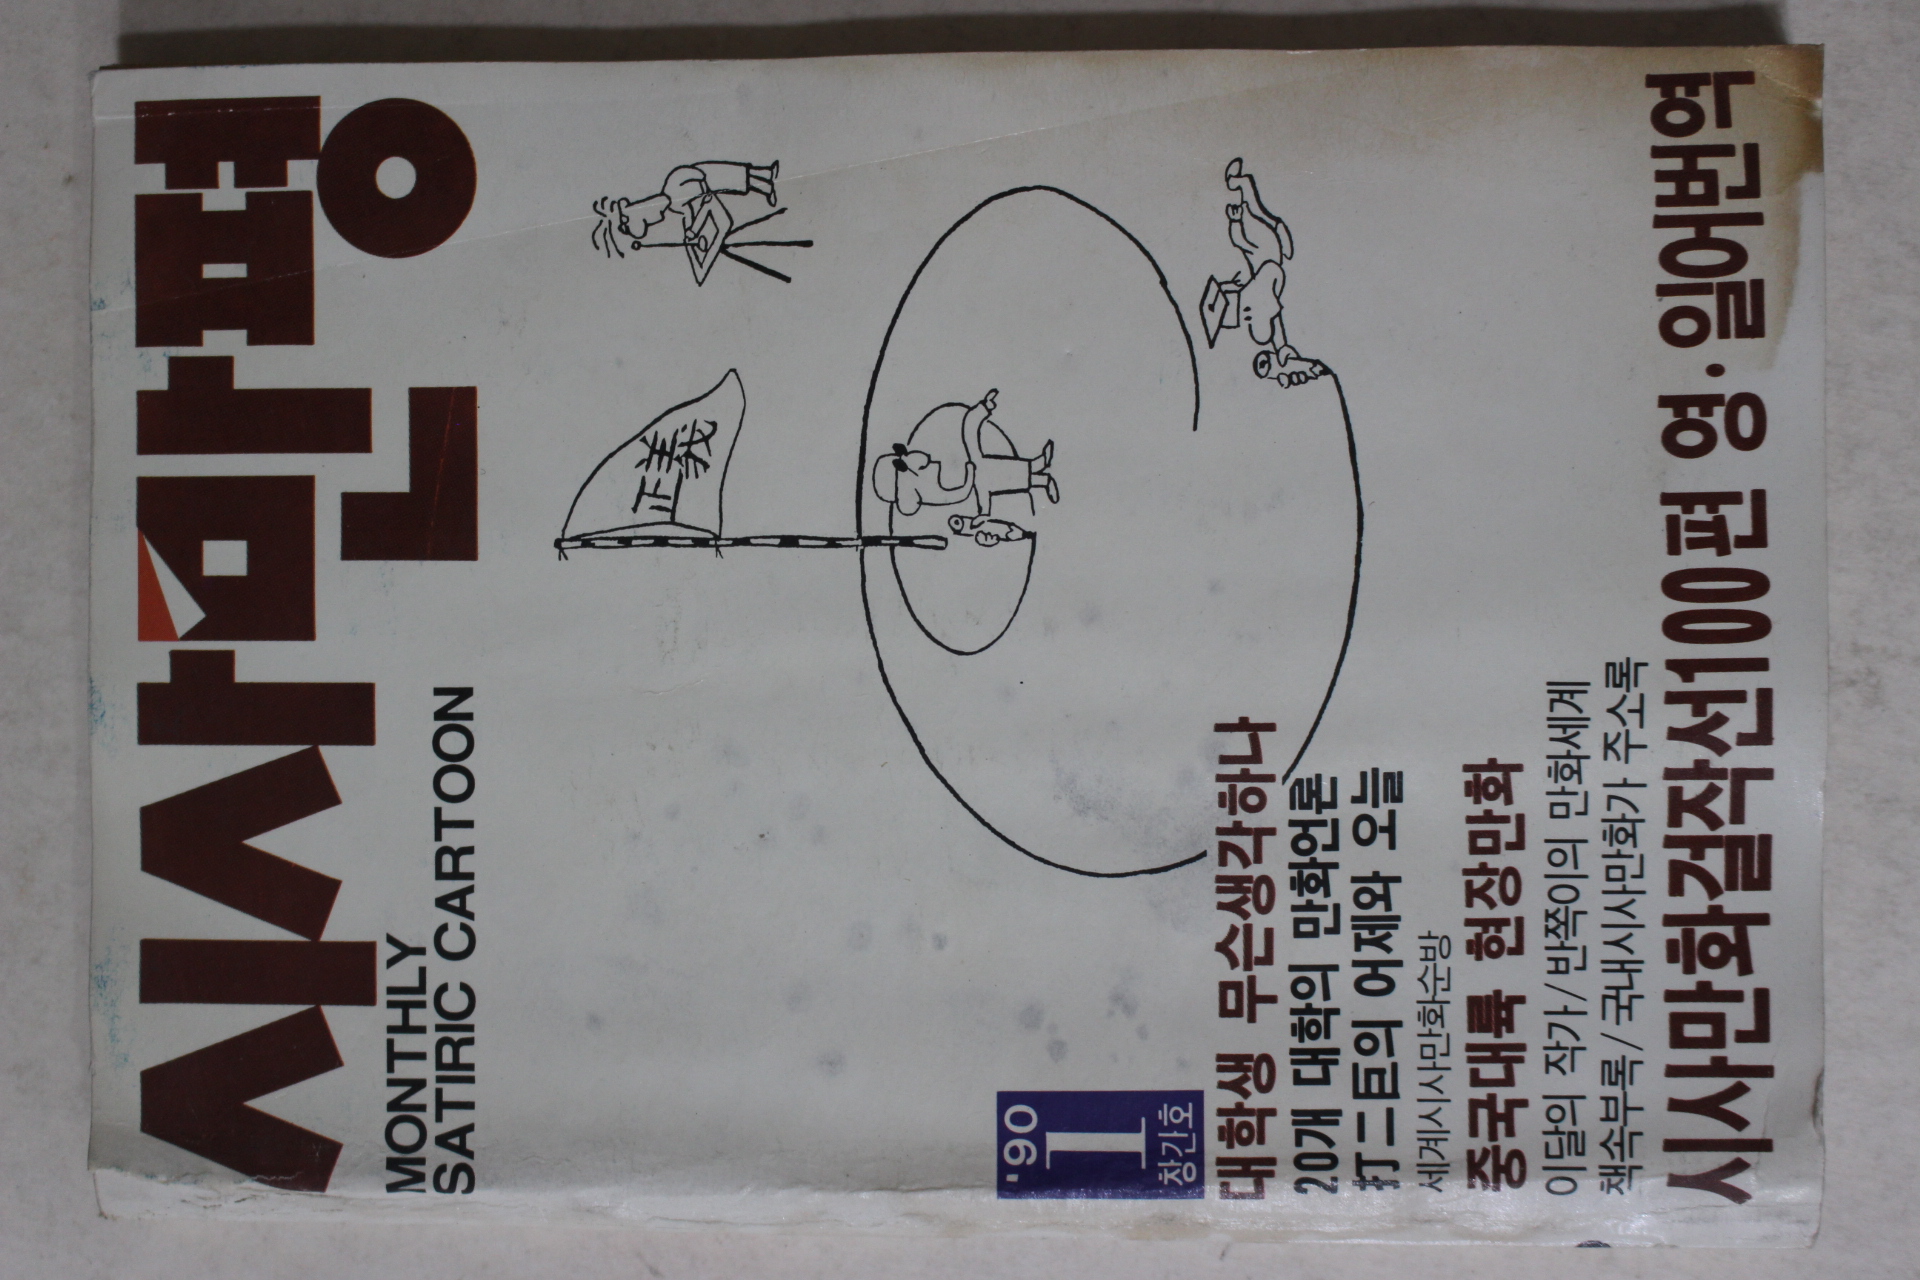 시사만평
MONTHLY
SATIRIC CARTOON
正義
'90
1
창간호
대학생 무슨생각하나
20개 대학의 만화언론
打二巨의 어제와 오늘
세계시사만화순방
중국대륙 현장만화
이달의 작가/반쪽이의 만화세계
책속부록/국내시사만화가 주소록
시사만화걸작선100편 영·일어번역